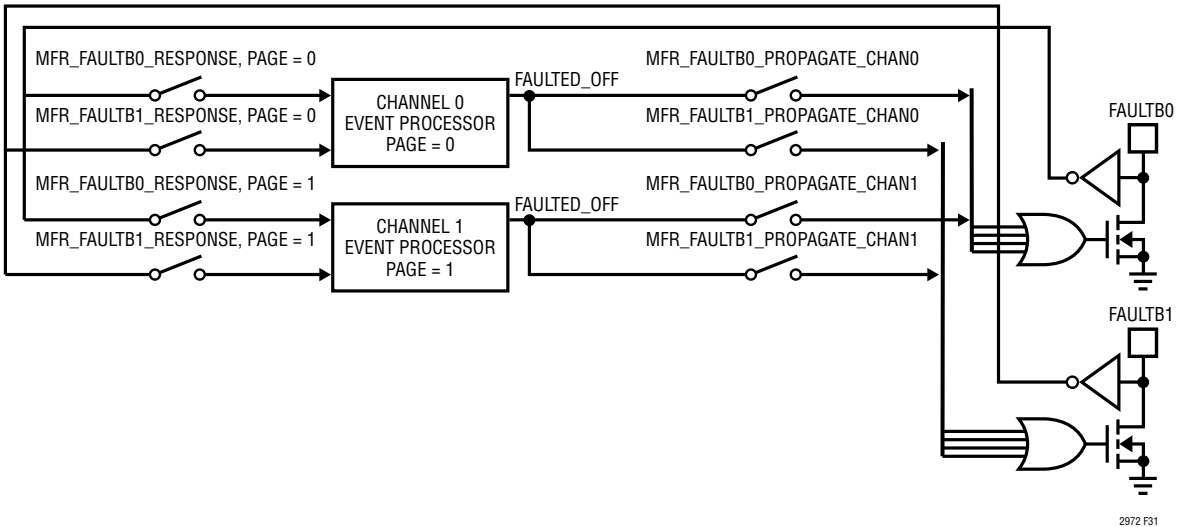 MFR_FAULTB0_RESPONSE, PAGE = 0
MFR_FAULTB1_RESPONSE, PAGE = 0
MFR_FAULTB0_RESPONSE, PAGE = 1
MFR_FAULTB1_RESPONSE, PAGE = 1
CHANNEL 0
EVENT PROCESSOR
PAGE = 0
CHANNEL 1
EVENT PROCESSOR
PAGE = 1
FAULTED_OFF
FAULTED_OFF
MFR_FAULTB0_PROPAGATE_CHAN0
MFR_FAULTB1_PROPAGATE_CHAN0
MFR_FAULTB0_PROPAGATE_CHAN1
MFR_FAULTB1_PROPAGATE_CHAN1
FAULTB0
FAULTB1
2972 F31